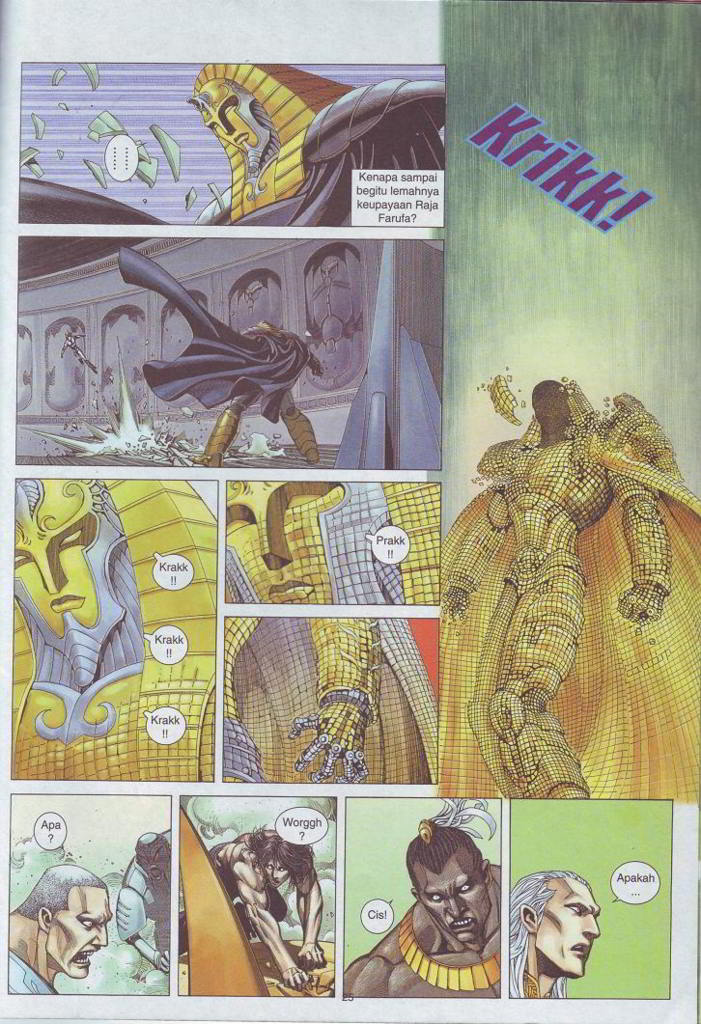 ......
Kenapa sampai
begitu lemahnya
keupayaan Raja
Farufa?
Krikk!
Krakk
!!
Krakk
!!
Krakk
!!
Prakk
!!
Apa
?
Worggh
?
Cis!
Apakah
...